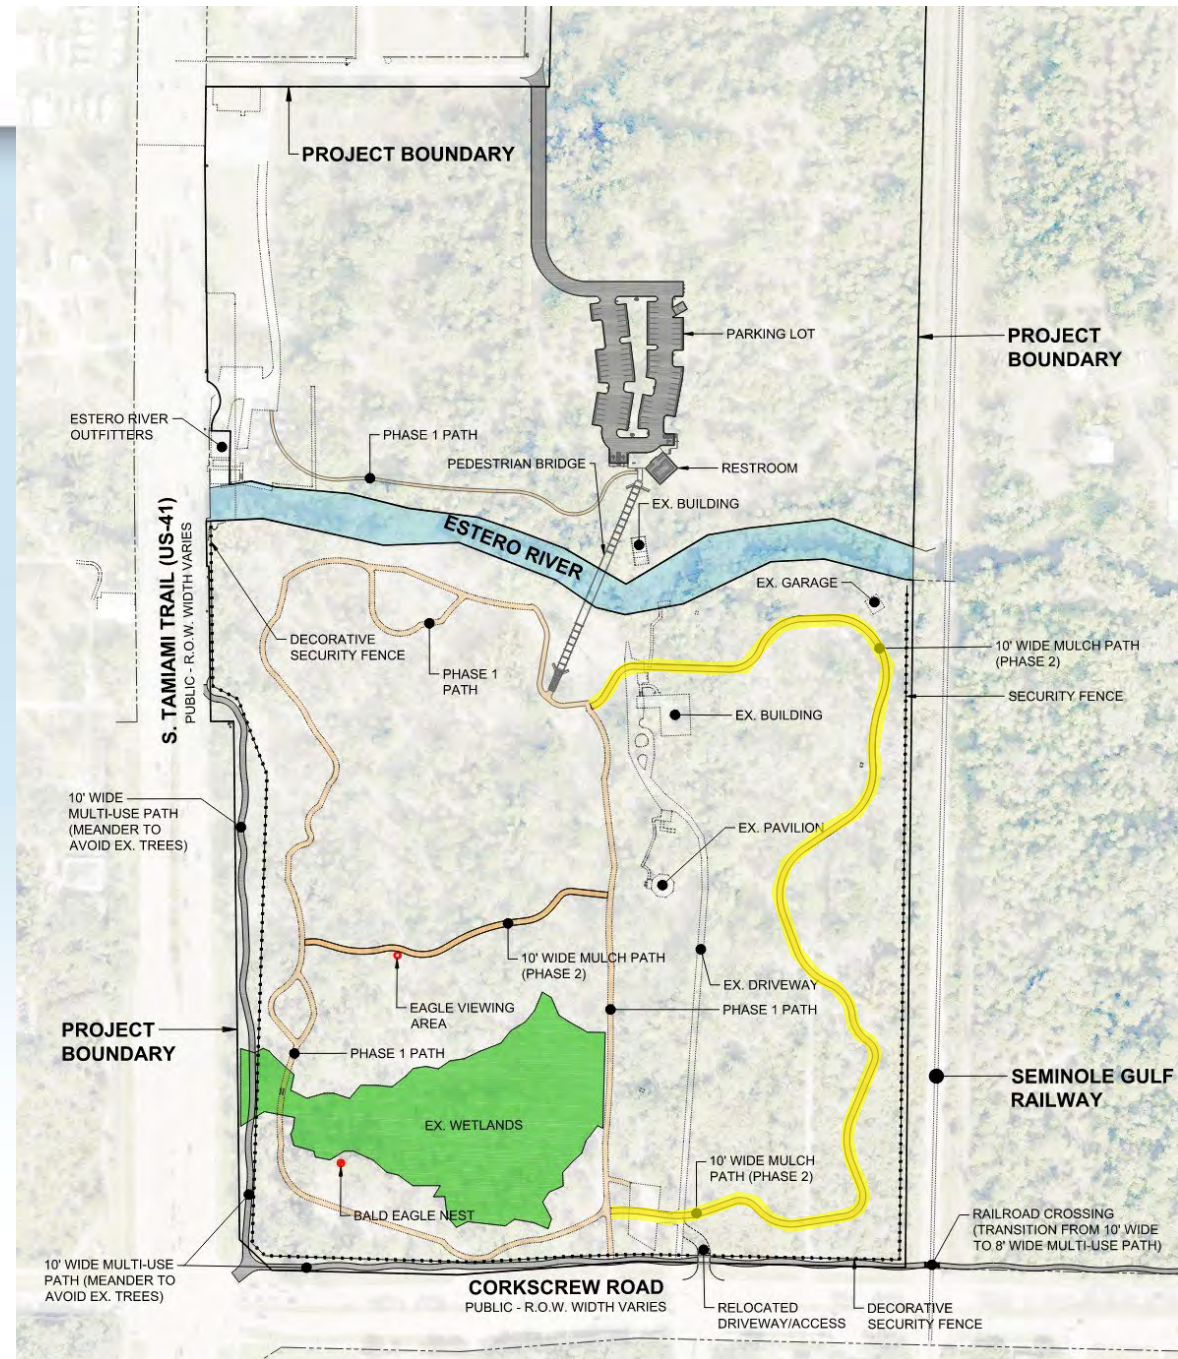 PROJECT BOUNDARY
PARKING LOT
PROJECT
BOUNDARY
ESTERO RIVER
OUTFITTERS
PHASE 1 PATH
PEDESTRIAN BRIDGE
RESTROOM
EX. BUILDING
ESTERO RIVER
S. TAMIAMI TRAIL (US-41)
PUBLIC - R.O.W. WIDTH VARIES
EX. GARAGE
DECORATIVE
SECURITY FENCE
10' WIDE MULCH PATH
(PHASE 2)
PHASE 1
PATH
SECURITY FENCE
EX. BUILDING
10' WIDE
MULTI-USE PATH
(MEANDER TO
AVOID EX. TREES)
EX. PAVILION
10' WIDE MULCH PATH
(PHASE 2)
EX. DRIVEWAY
EAGLE VIEWING
AREA
PHASE 1 PATH
PROJECT
BOUNDARY
PHASE 1 PATH
SEMINOLE GULF
RAILWAY
EX. WETLANDS
10' WIDE MULCH
PATH (PHASE 2)
BALD EAGLE NEST
RAILROAD CROSSING
(TRANSITION FROM 10' WIDE
TO 8' WIDE MULTI-USE PATH)
10' WIDE MULTI-USE
PATH (MEANDER TO
AVOID EX. TREES)
CORKSCREW ROAD
PUBLIC - R.O.W. WIDTH VARIES
RELOCATED
DRIVEWAY/ACCESS
DECORATIVE
SECURITY FENCE